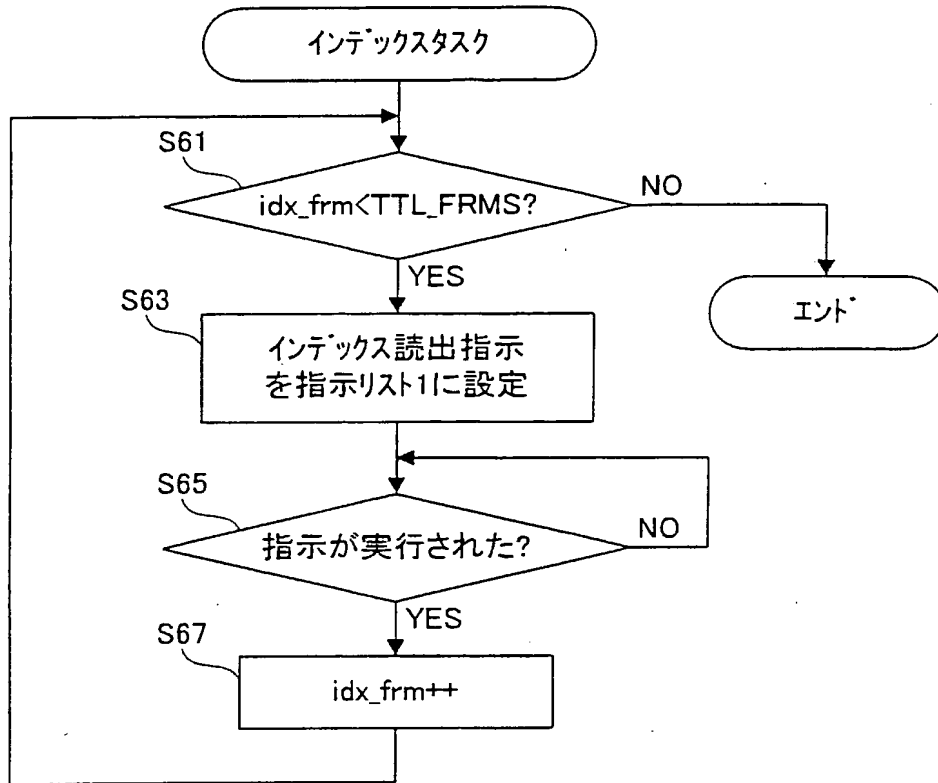 インデックスタスク
S61
idx_frm<TTL_FRMS?
NO
YES
エンド
S63
インデックス読出指示
を指示リスト1に設定
S65
指示が実行された?
NO
YES
S67
idx_frm++